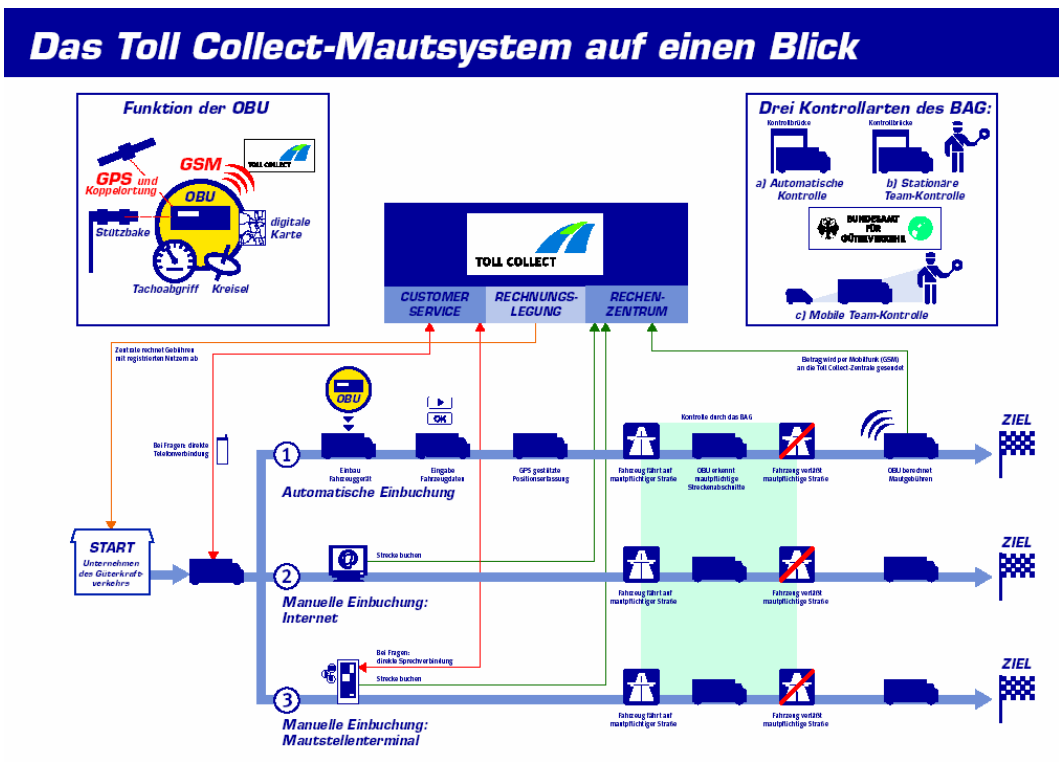 Das Toll Collect-Mautsystem auf einen Blick
Funktion der OBU
GSM
TOLL COLLECT
GPS und
Koppelortung
OBU
Stützbake
digitale
Karte
Tachoabgriff
Kreisel
Drei Kontrollarten des BAG:
Kontrollbrücke
Kontrollbrücke
a) Automatische
Kontrolle
b) Stationäre
Team-Kontrolle
BUNDESAMT
FÜR
GÜTERVERKEHR
c) Mobile Team-Kontrolle
TOLL COLLECT
CUSTOMER
SERVICE
RECHNUNGS-
LEGUNG
RECHEN-
ZENTRUM
Zentrale rechnet Gebühren
mit registrierten Nutzern ab
Betrag wird per Mobilfunk (GSM)
an die Toll Collect-Zentrale gesendet
OBU
OK
Kontrolle durch das BAG
ZIEL
Bei Fragen: direkte
Telefonverbindung
1
Einbau
Fahrzeuggerät
Eingabe
Fahrzeugdaten
GPS gestützte
Positionserfassung
Fahrzeug fährt auf
mautpflichtige Straße
OBU erkennt
mautpflichtige
Streckenabschnitte
Fahrzeug verläßt
mautpflichtige Straße
OBU berechnet
Mautgebühren
Automatische Einbuchung
START
Unternehmen
des Güterkraft-
verkehrs
Strecke buchen
ZIEL
2
Manuelle Einbuchung:
Internet
Fahrzeug fährt auf
mautpflichtiger Straße
Fahrzeug verläßt
mautpflichtige Straße
Bei Fragen:
direkte Sprechverbindung
Strecke buchen
ZIEL
3
Manuelle Einbuchung:
Mautstellenterminal
Fahrzeug fährt auf
mautpflichtiger Straße
Fahrzeug verläßt
mautpflichtige Straße